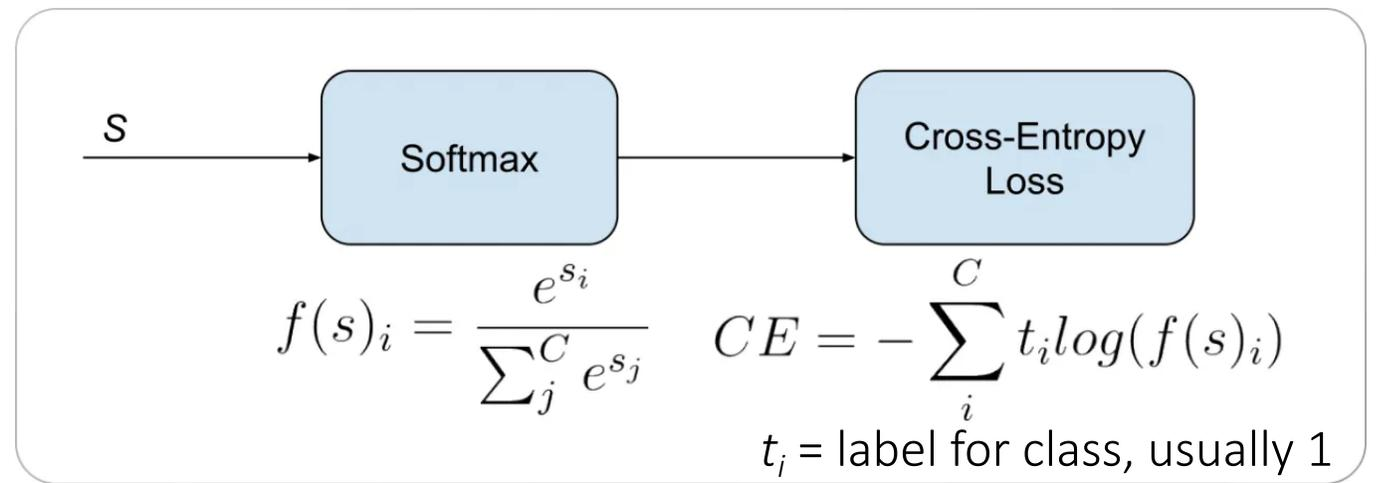 S
Softmax
Cross-Entropy
Loss
f(s)_i = \frac{e^{s_i}}{\sum_j^C e^{s_j}}
CE = -\sum_i^C t_i log(f(s)_i)
t_i = label for class, usually 1